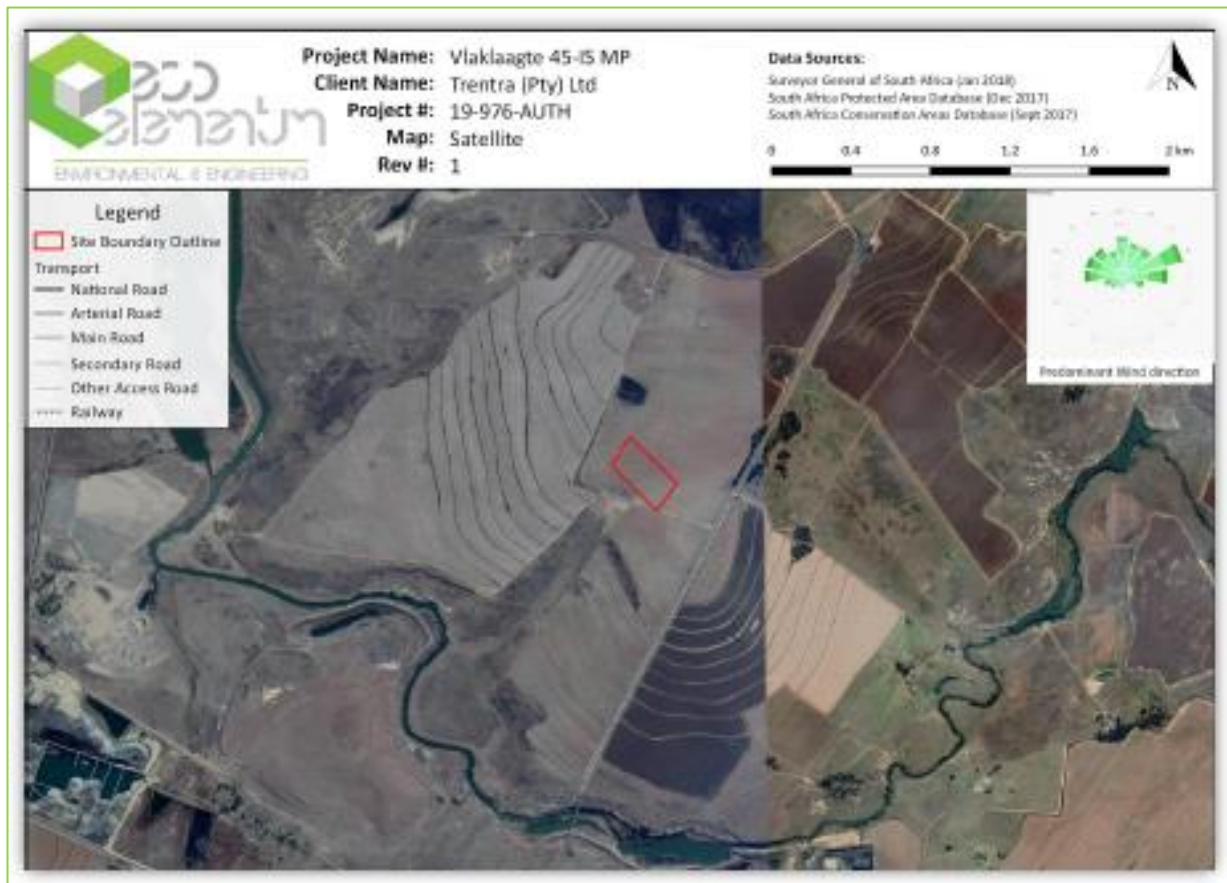 eco
elementum
ENVIRONMENTAL & ENGINEERING
Project Name: Vlaklaagte 45-IS MP
Client Name: Trentra (Pty) Ltd
Project #: 19-976-AUTH
Map: Satellite
Rev #: 1
Data Sources:
Surveyor General of South Africa (Jan 2018)
South Africa Protected Area Database (Dec 2017)
South Africa Conservation Areas Database (Sept 2017)
N
0 0.4 0.8 1.2 1.6 2 km
Legend
Site Boundary Outline
Transport
National Road
Arterial Road
Main Road
Secondary Road
Other Access Road
Railway
Predominant Wind direction